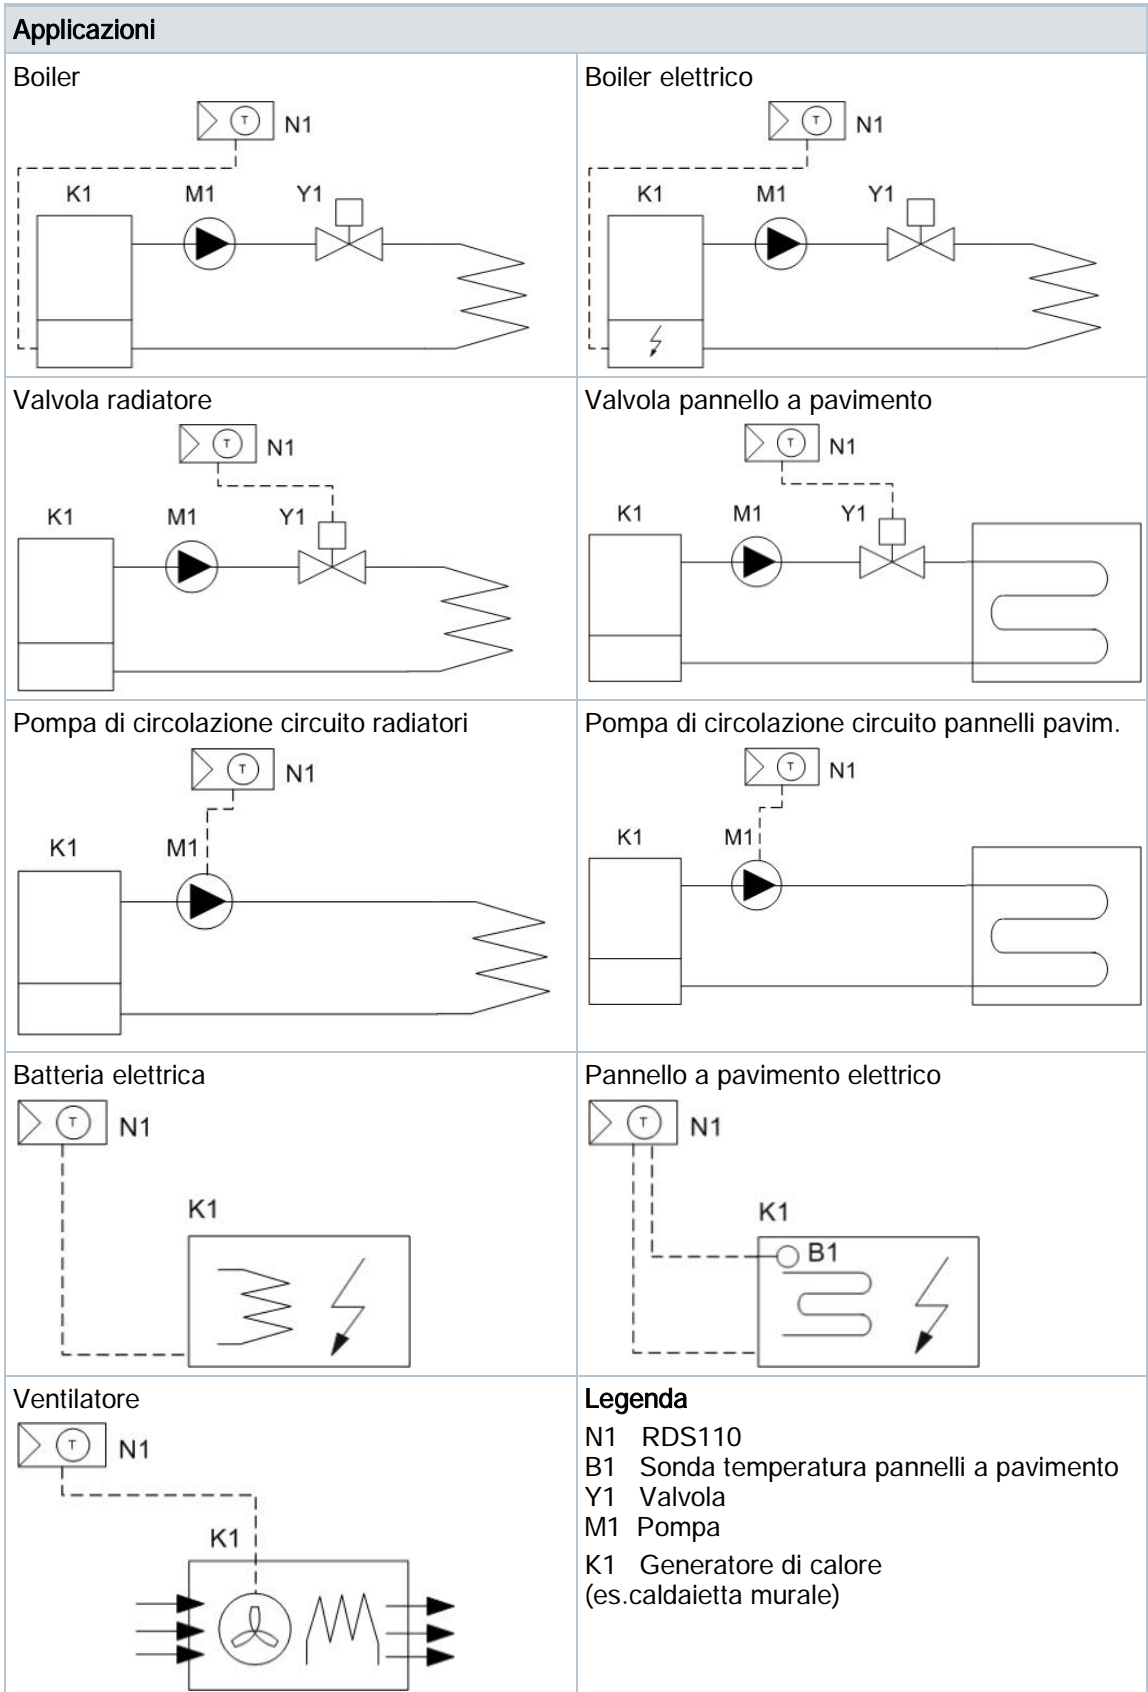 Applicazioni
Boiler
T
N1
K1
M1
Y1
Boiler elettrico
T
N1
K1
M1
Y1
Valvola radiatore
T
N1
K1
M1
Y1
Valvola pannello a pavimento
T
N1
K1
M1
Y1
Pompa di circolazione circuito radiatori
T
N1
K1
M1
Pompa di circolazione circuito pannelli pavim.
T
N1
K1
M1
Batteria elettrica
T
N1
K1
Pannello a pavimento elettrico
T
N1
K1
B1
Ventilatore
T
N1
K1
Legenda
N1 RDS110
B1 Sonda temperatura pannelli a pavimento
Y1 Valvola
M1 Pompa
K1 Generatore di calore
(es.caldaietta murale)